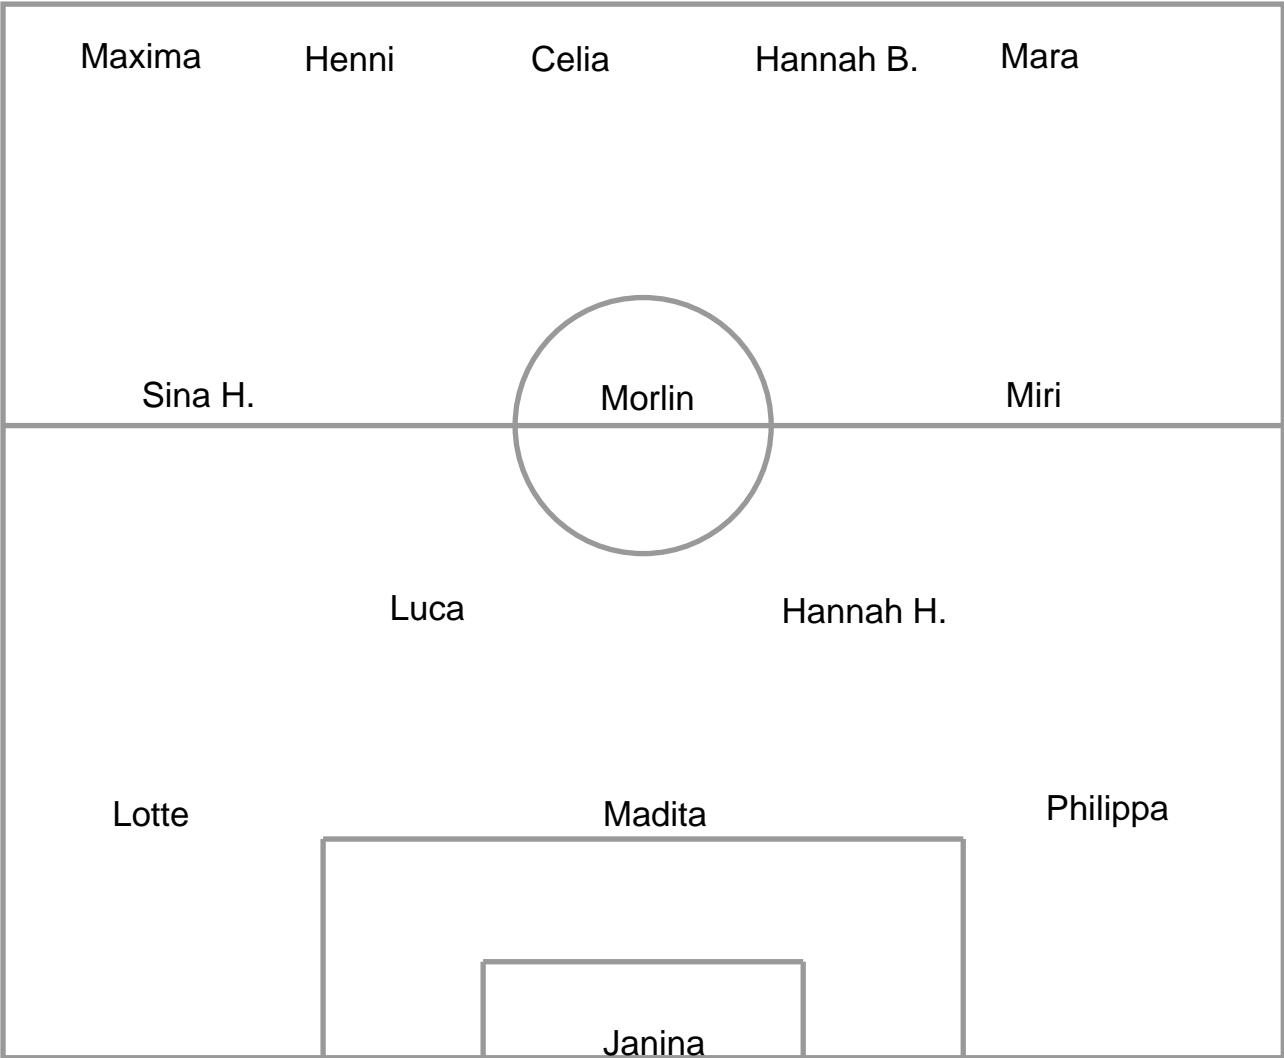 Maxima Henni Celia Hannah B. Mara
Sina H. Morlin Miri
Luca Hannah H.
Lotte Madita Philippa
Janina